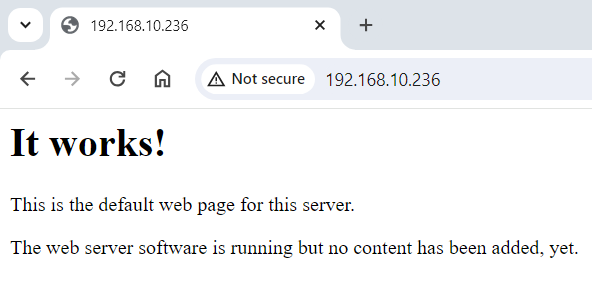 192.168.10.236
Not secure 192.168.10.236
It works!
This is the default web page for this server.
The web server software is running but no content has been added, yet.